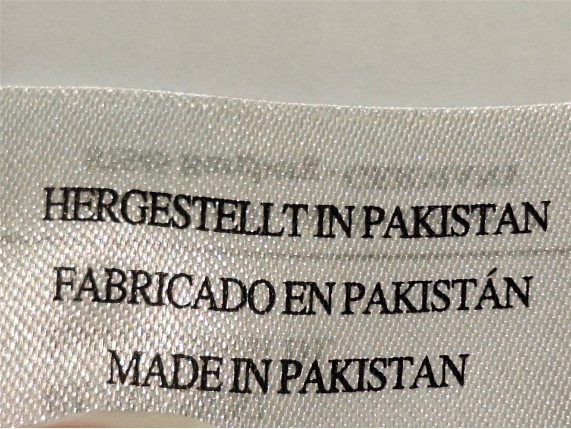 HERGESTELLT IN PAKISTAN
FABRICADO EN PAKISTÁN
MADE IN PAKISTAN